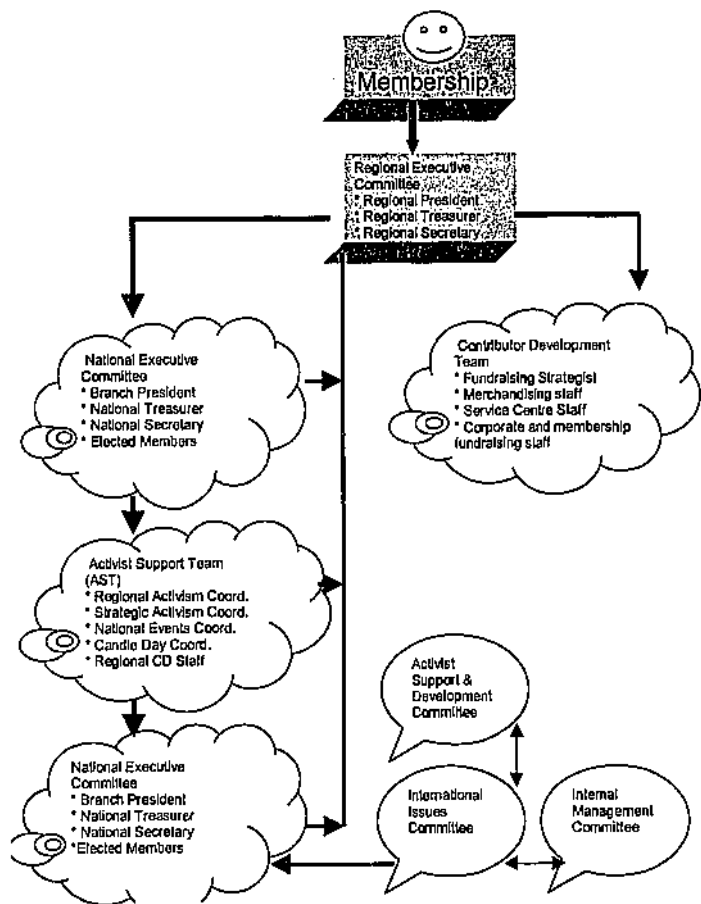 Membership
Regional Executive
Committee
* Regional President
* Regional Treasurer
* Regional Secretary
National Executive
Committee
* Branch President
* National Treasurer
* National Secretary
* Elected Members
Contributor Development
Team
* Fundraising Strategist
* Merchandising staff
* Service Centre Staff
* Corporate and membership
fundraising staff
Activist Support Team
(AST)
* Regional Activism Coord.
* Strategic Activism Coord.
* National Events Coord.
* Candle Day Coord.
* Regional CD Staff
Activist
Support &
Development
Committee
National Executive
Committee
* Branch President
* National Treasurer
* National Secretary
*Elected Members
International
Issues
Committee
Internal
Management
Committee